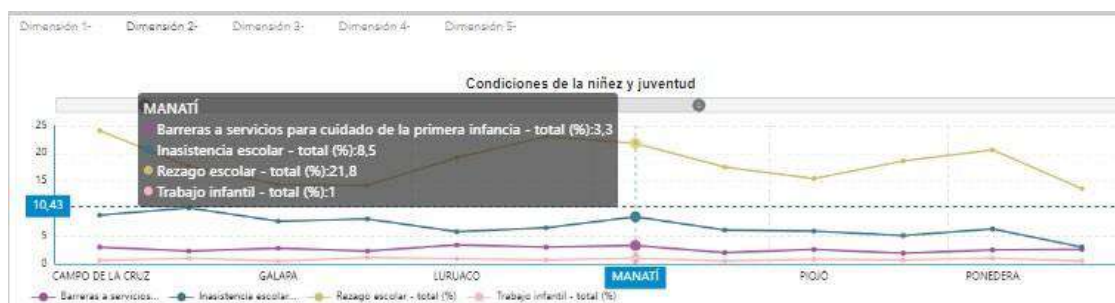 Dimensión 1- Dimensión 2- Dimensión 3- Dimensión 4- Dimensión 5-
Condiciones de la niñez y juventud
MANATÍ
Barreras a servicios para cuidado de la primera infancia - total (%):3,3
Inasistencia escolar - total (%):8,5
Rezago escolar - total (%):21,8
Trabajo infantil - total (%):1
25
20
15
10,43
5
0
CAMPO DE LA CRUZ GALAPA LURUACO MANATÍ PIOJÓ PONEDERA
Barreras a servicios... Inasistencia escolar... Rezago escolar - total (%) Trabajo infantil - total (%)